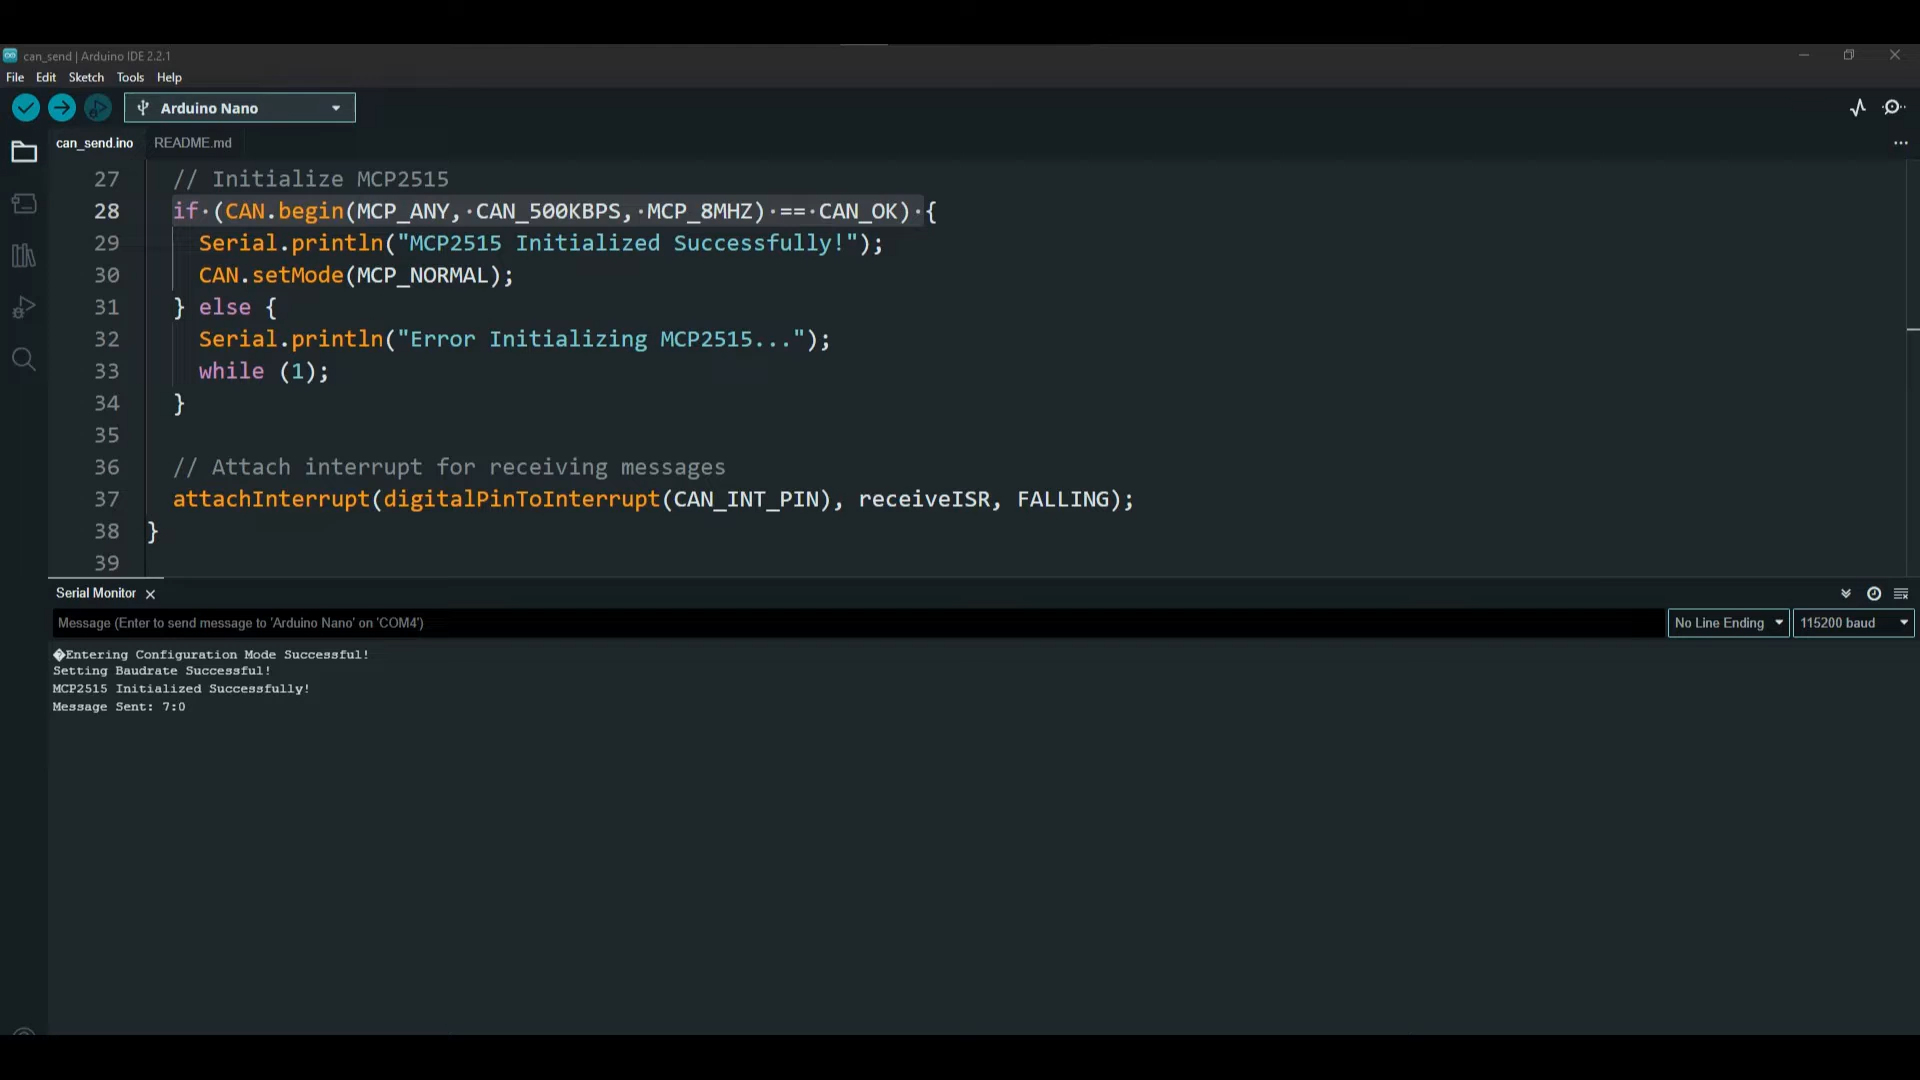 can_send | Arduino IDE 2.2.1
File Edit Sketch Tools Help
Arduino Nano
can_send.ino README.md
27 // Initialize MCP2515
28 if·(CAN.begin(MCP_ANY,·CAN_500KBPS,·MCP_8MHZ)·==·CAN_OK)·{
29 Serial.println("MCP2515 Initialized Successfully!");
30 CAN.setMode(MCP_NORMAL);
31 } else {
32 Serial.println("Error Initializing MCP2515...");
33 while (1);
34 }
35
36 // Attach interrupt for receiving messages
37 attachInterrupt(digitalPinToInterrupt(CAN_INT_PIN), receiveISR, FALLING);
38 }
39
Serial Monitor
Message (Enter to send message to 'Arduino Nano' on 'COM4') No Line Ending 115200 baud
�Entering Configuration Mode Successful!
Setting Baudrate Successful!
MCP2515 Initialized Successfully!
Message Sent: 7:0